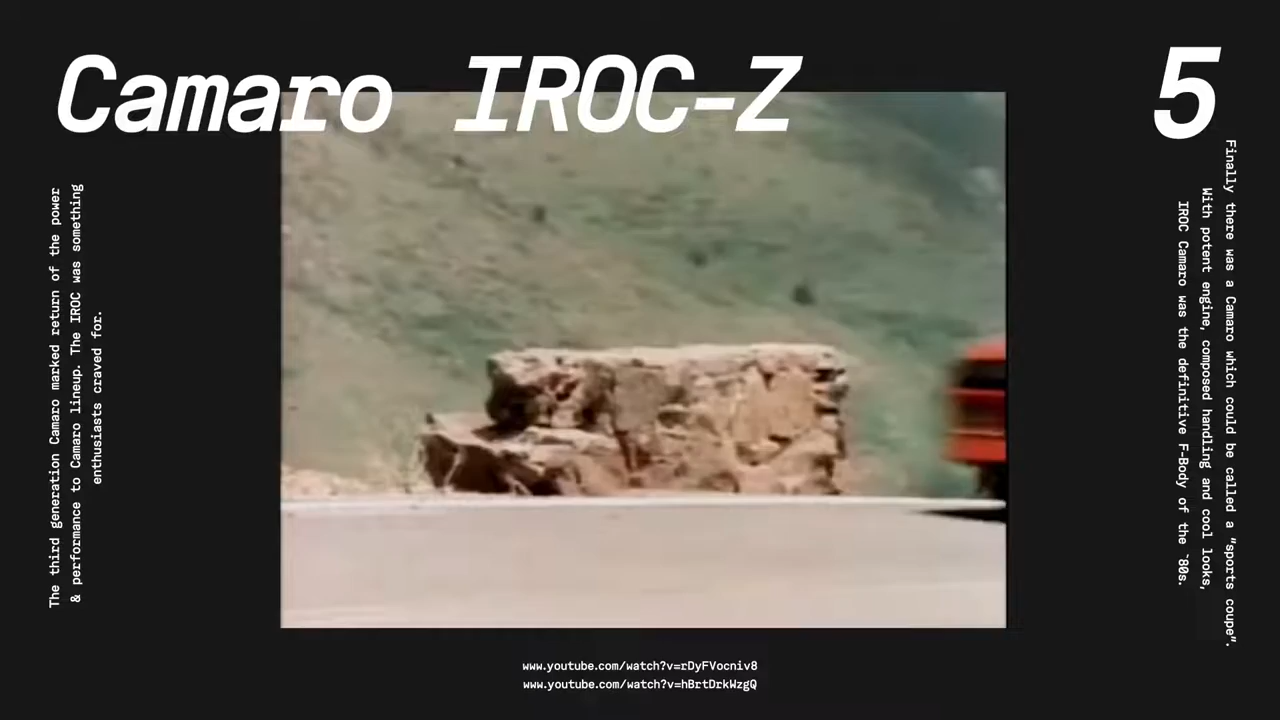 Camaro IROC-Z
5
The third generation Camaro marked return of the power
& performance to Camaro lineup. The IROC was something
enthusiasts craved for.
Finally there was a Camaro which could be called a "sports coupe".
With potent engine, composed handling and cool looks,
IROC Camaro was the definitive F-Body of the `80s.
www.youtube.com/watch?v=rDyFVocniv8
www.youtube.com/watch?v=hBrtDrkWzgQ